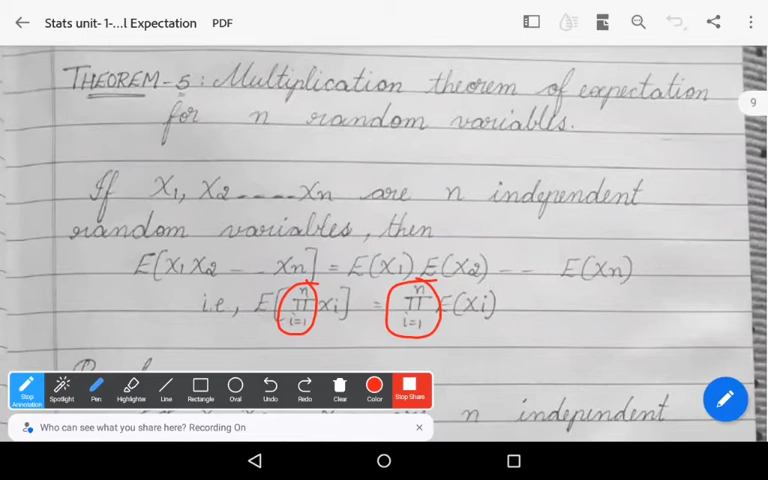 Stats unit- 1-...l Expectation PDF
9
THEOREM-5: Multiplication theorem of expectation
for n random variables.
If X1, X2 ----- Xn are n independent
random variables, then
E[X1 X2 -- -- Xn] = E(X1) E(X2) -- -- E(Xn)
i.e, E[ n∏i=1 Xi] = n∏i=1 E(Xi)
n independent
Stop Annotation Spotlight Pen Highlighter Line Rectangle Oval Undo Redo Clear Color Stop Share
Who can see what you share here? Recording On